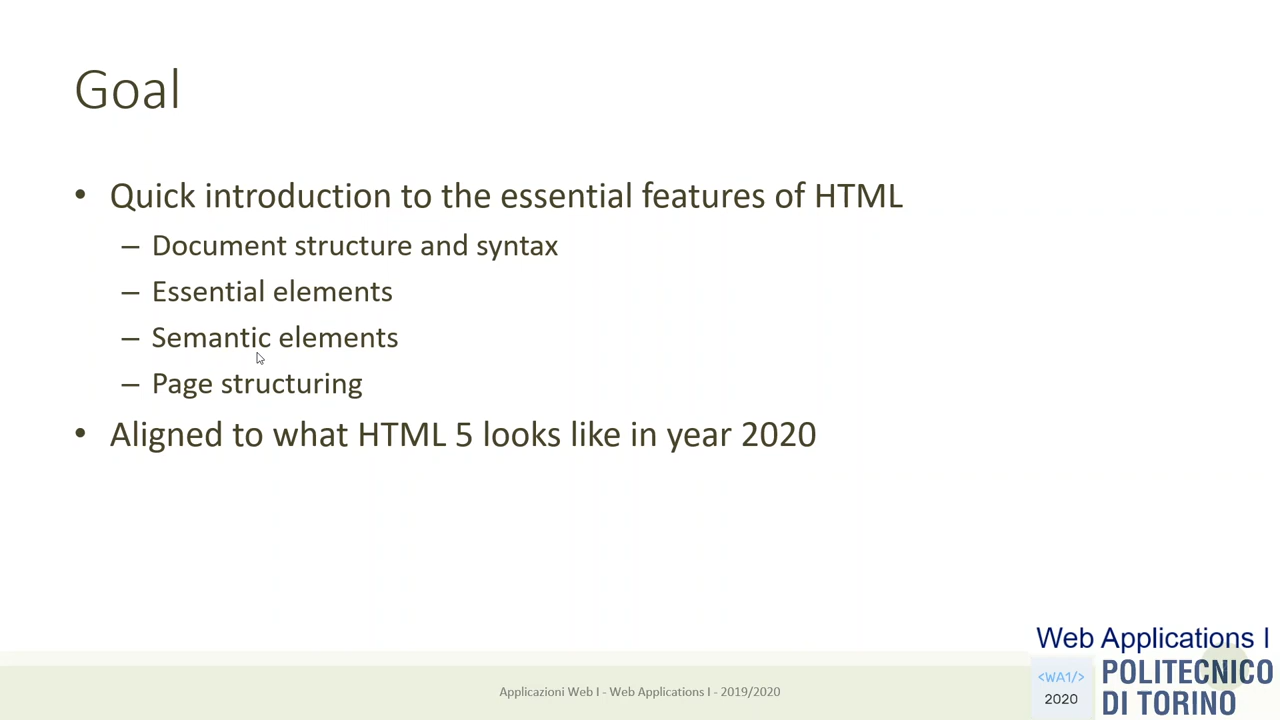 Goal
• Quick introduction to the essential features of HTML
– Document structure and syntax
– Essential elements
– Semantic elements
– Page structuring
• Aligned to what HTML 5 looks like in year 2020
Applicazioni Web I - Web Applications I - 2019/2020
Web Applications I
<WA1/>
2020
POLITECNICO
DI TORINO